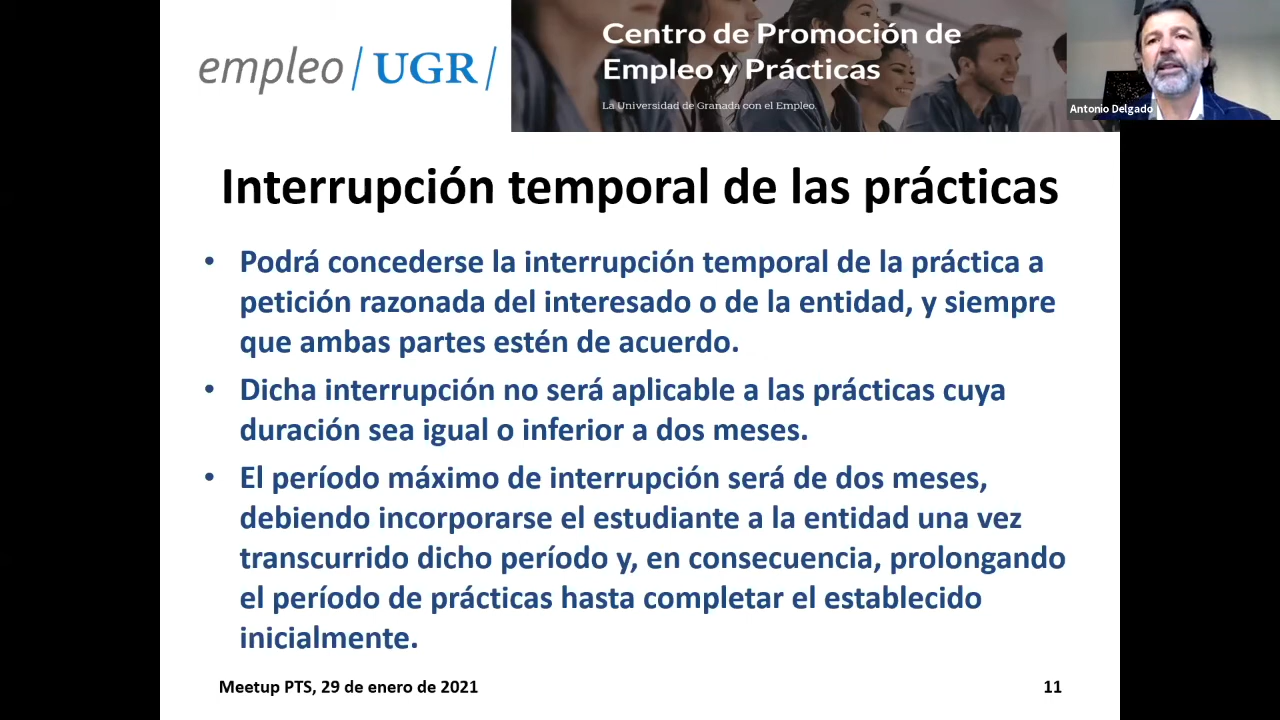 empleo/UGR/
Centro de Promoción de
Empleo y Prácticas
La Universidad de Granada con el Empleo.
Antonio Delgado
Interrupción temporal de las prácticas
• Podrá concederse la interrupción temporal de la práctica a
petición razonada del interesado o de la entidad, y siempre
que ambas partes estén de acuerdo.
• Dicha interrupción no será aplicable a las prácticas cuya
duración sea igual o inferior a dos meses.
• El período máximo de interrupción será de dos meses,
debiendo incorporarse el estudiante a la entidad una vez
transcurrido dicho período y, en consecuencia, prolongando
el período de prácticas hasta completar el establecido
inicialmente.
Meetup PTS, 29 de enero de 2021
11